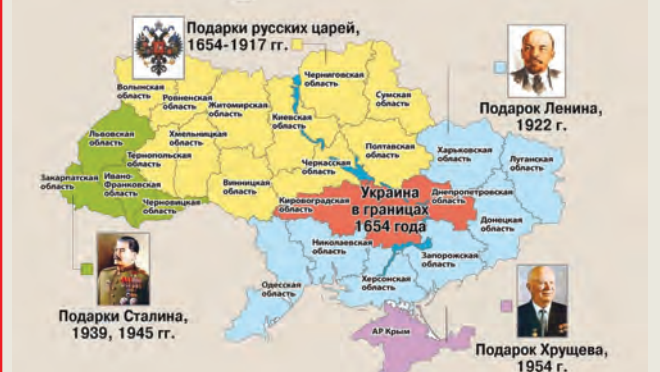 Подарки русских царей,
1654-1917 гг.
Подарок Ленина,
1922 г.
Волынская
область
Ровненская
область
Житомирская
область
Киевская
область
Черниговская
область
Сумская
область
Львовская
область
Тернопольская
область
Хмельницкая
область
Винницкая
область
Черкасская
область
Полтавская
область
Харьковская
область
Луганская
область
Закарпатская
область
Ивано-
Франковская
область
Черновицкая
область
Кировоградская
область
Украина
в границах
1654 года
Днепропетровская
область
Донецкая
область
Одесская
область
Николаевская
область
Херсонская
область
Запорожская
область
АР Крым
Подарки Сталина,
1939, 1945 гг.
Подарок Хрущева,
1954 г.